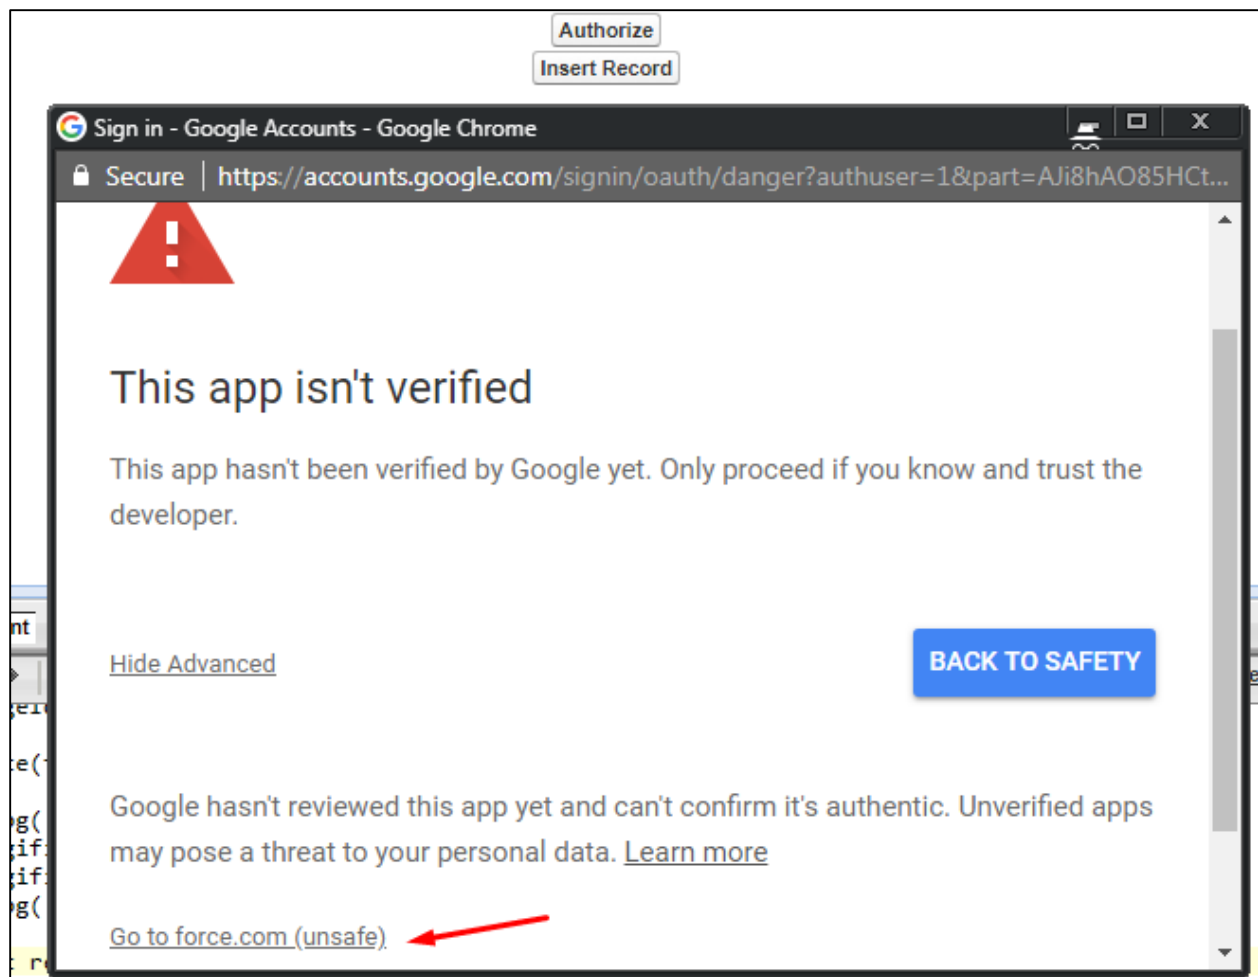 Authorize
Insert Record
Sign in - Google Accounts - Google Chrome
Secure | https://accounts.google.com/signin/oauth/danger?authuser=1&part=AJi8hAO85HCt...
This app isn't verified
This app hasn't been verified by Google yet. Only proceed if you know and trust the
developer.
nt
Hide Advanced
BACK TO SAFETY
Google hasn't reviewed this app yet and can't confirm it's authentic. Unverified apps
may pose a threat to your personal data. Learn more
Go to force.com (unsafe)